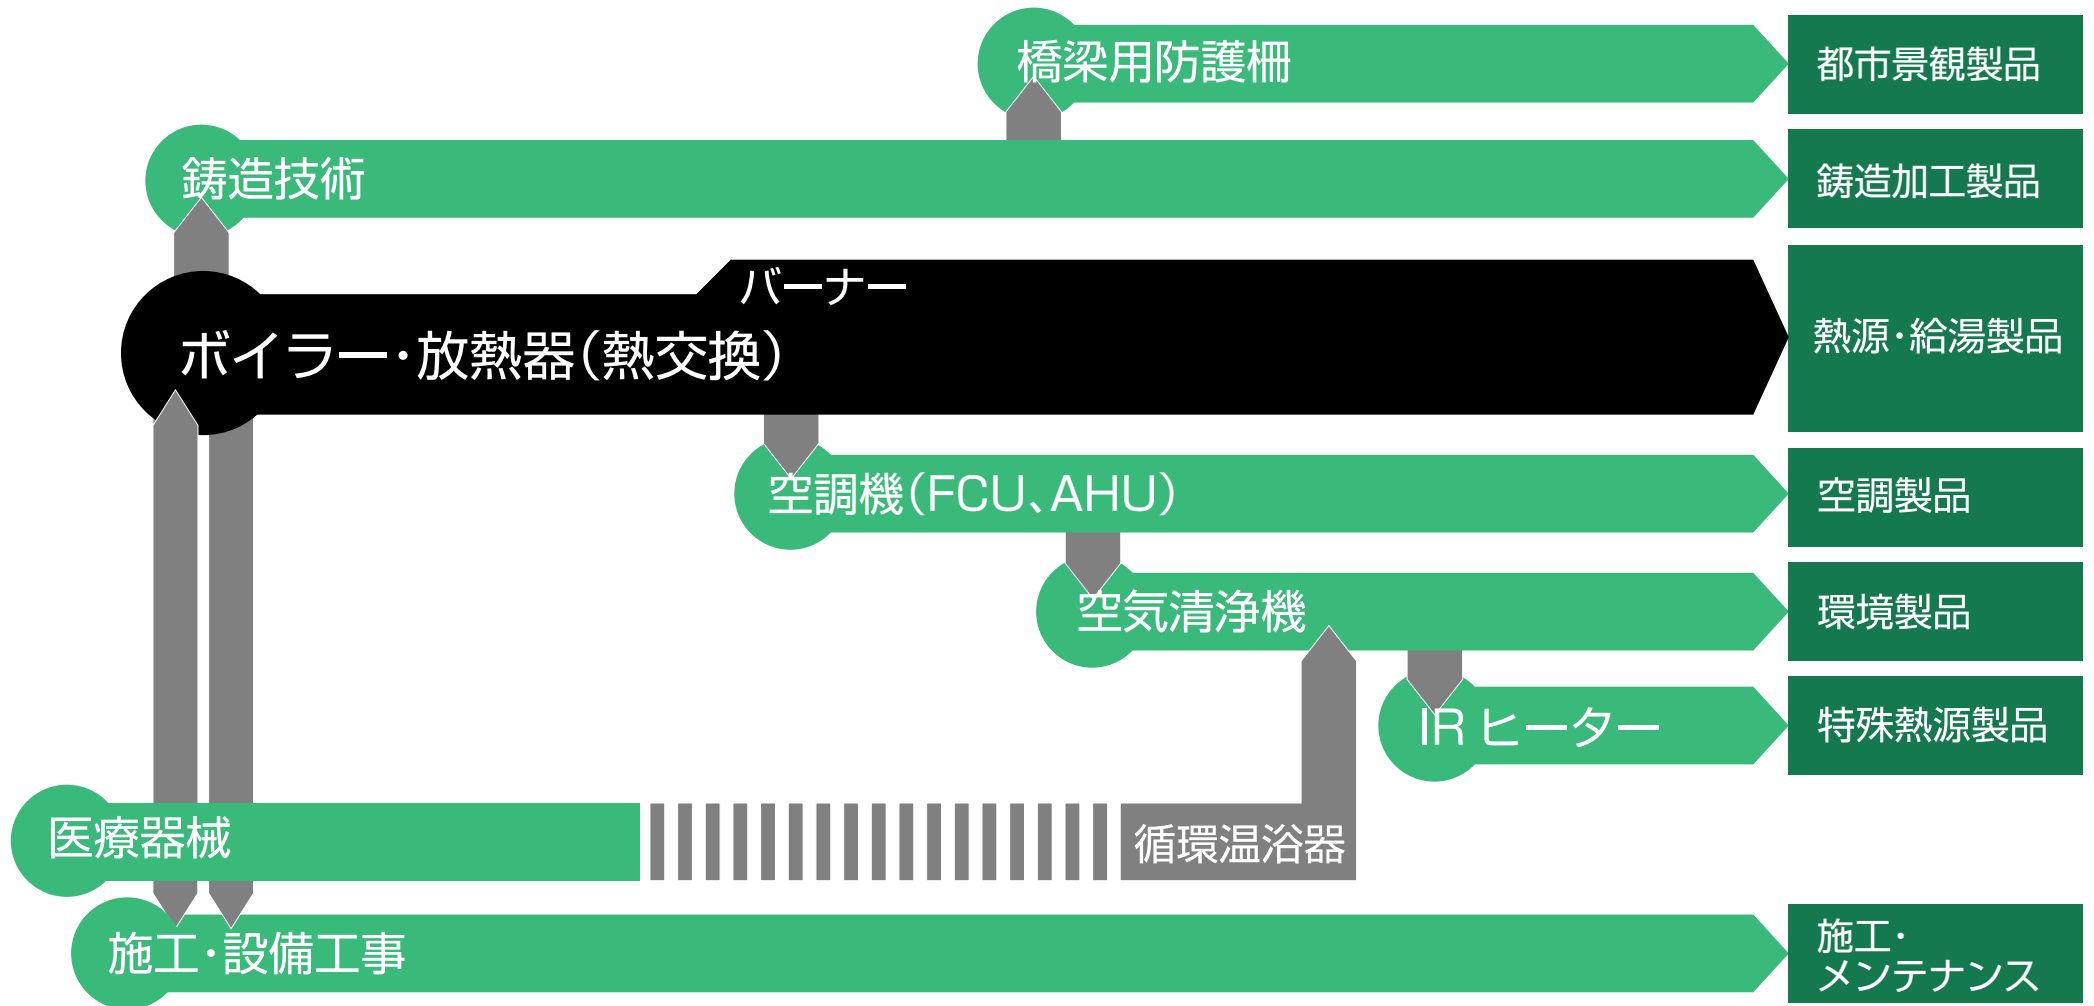 橋梁用防護柵
都市景観製品
鋳造技術
鋳造加工製品
バーナー
ボイラー・放熱器（熱交換）
熱源・給湯製品
空調機（FCU、AHU）
空調製品
空気清浄機
環境製品
IR ヒーター
特殊熱源製品
医療器械
循環温浴器
施工・設備工事
施工・
メンテナンス